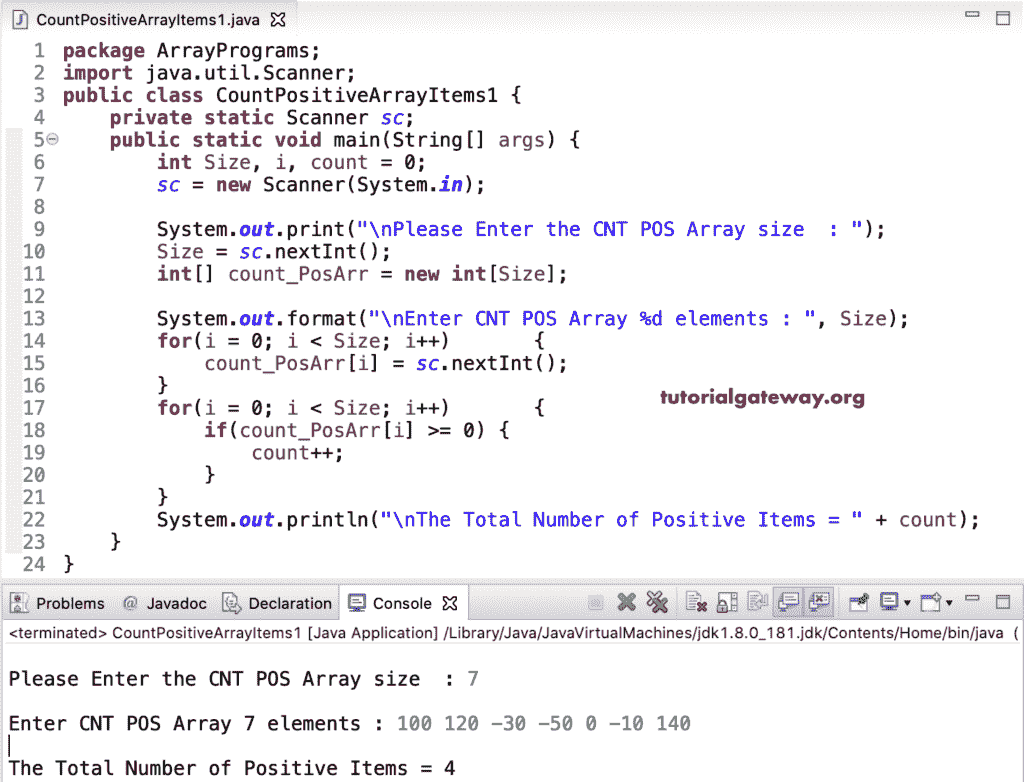 CountPositiveArrayItems1.java
1 package ArrayPrograms;
2 import java.util.Scanner;
3 public class CountPositiveArrayItems1 {
4     private static Scanner sc;
5     public static void main(String[] args) {
6         int Size, i, count = 0;
7         sc = new Scanner(System.in);
8
9         System.out.print("\nPlease Enter the CNT POS Array size  : ");
10         Size = sc.nextInt();
11         int[] count_PosArr = new int[Size];
12
13         System.out.format("\nEnter CNT POS Array %d elements : ", Size);
14         for(i = 0; i < Size; i++)       {
15             count_PosArr[i] = sc.nextInt();
16         }
17         for(i = 0; i < Size; i++)       {
18             if(count_PosArr[i] >= 0) {
19                 count++;
20             }
21         }
22         System.out.println("\nThe Total Number of Positive Items = " + count);
23     }
24 }
tutorialgateway.org
Problems @ Javadoc Declaration Console
<terminated> CountPositiveArrayItems1 [Java Application] /Library/Java/JavaVirtualMachines/jdk1.8.0_181.jdk/Contents/Home/bin/java (
Please Enter the CNT POS Array size  : 7
Enter CNT POS Array 7 elements : 100 120 -30 -50 0 -10 140
The Total Number of Positive Items = 4